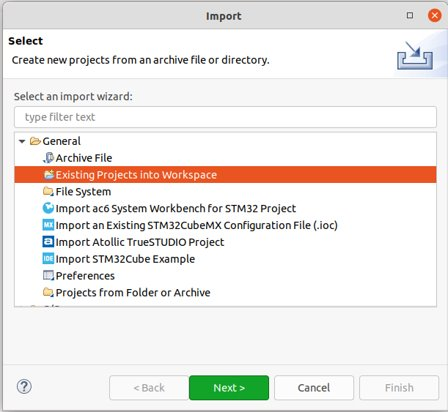 Import
Select
Create new projects from an archive file or directory.
Select an import wizard:
type filter text
General
Archive File
Existing Projects into Workspace
File System
Import ac6 System Workbench for STM32 Project
MX Import an Existing STM32CubeMX Configuration File (.ioc)
a Import Atollic TrueSTUDIO Project
IDE Import STM32Cube Example
Preferences
Projects from Folder or Archive
?
< Back
Next >
Cancel
Finish